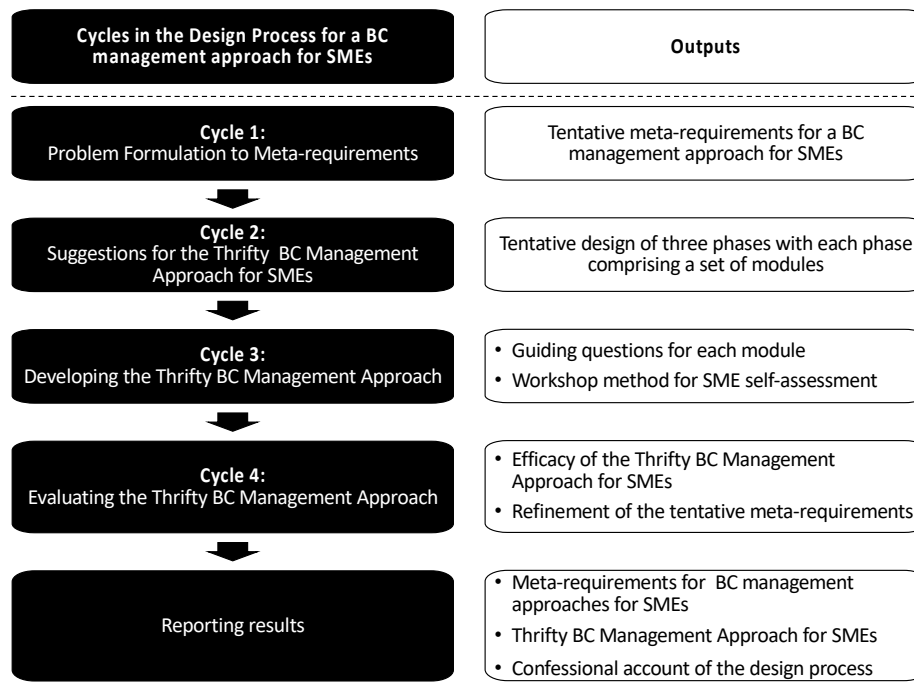 Cycles in the Design Process for a BC
management approach for SMEs
Outputs
Cycle 1:
Problem Formulation to Meta-requirements
Tentative meta-requirements for a BC
management approach for SMEs
Cycle 2:
Suggestions for the Thrifty BC Management
Approach for SMEs
Tentative design of three phases with each phase
comprising a set of modules
Cycle 3:
Developing the Thrifty BC Management Approach
• Guiding questions for each module
• Workshop method for SME self-assessment
Cycle 4:
Evaluating the Thrifty BC Management Approach
• Efficacy of the Thrifty BC Management
Approach for SMEs
• Refinement of the tentative meta-requirements
Reporting results
• Meta-requirements for BC management
approaches for SMEs
• Thrifty BC Management Approach for SMEs
• Confessional account of the design process